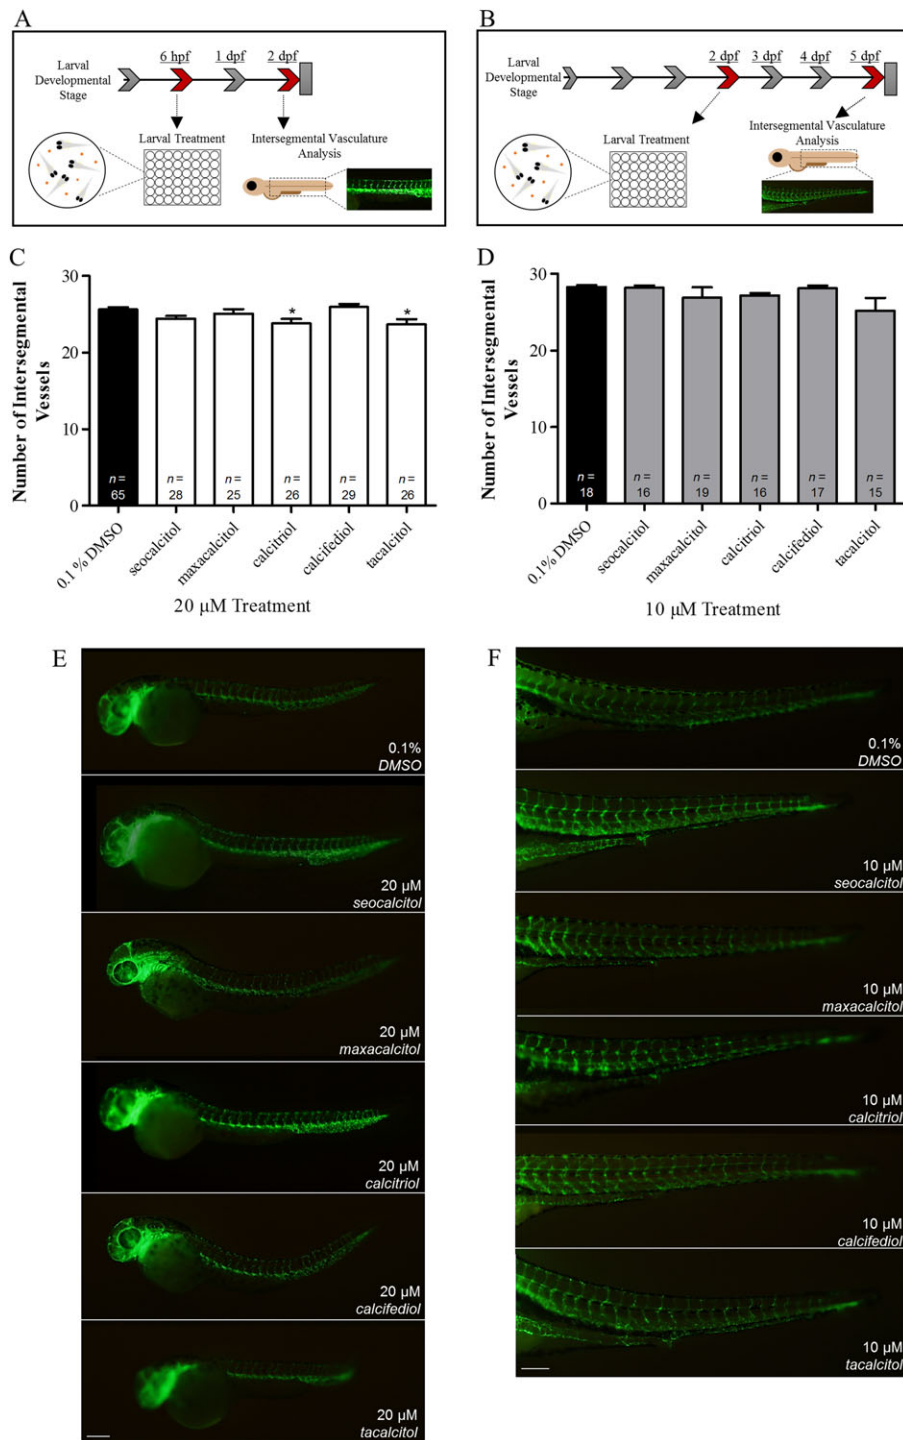 A
6 hpf 1 dpf 2 dpf
Larval
Developmental
Stage
Larval Treatment
Intersegmental Vasculature
Analysis
B
2 dpf 3 dpf 4 dpf 5 dpf
Larval
Developmental
Stage
Larval Treatment
Intersegmental Vasculature
Analysis
C
Number of Intersegmental
Vessels
30
20
10
0
* *
n = n = n = n = n = n =
65 28 25 26 29 26
0.1 % DMSO
seocalcitol
maxacalcitol
calcitriol
calcifediol
tacalcitol
20 µM Treatment
D
Number of Intersegmental
Vessels
30
20
10
0
n = n = n = n = n = n =
18 16 19 16 17 15
0.1% DMSO
seocalcitol
maxacalcitol
calcitriol
calcifediol
tacalcitol
10 µM Treatment
E
0.1%
DMSO
20 µM
seocalcitol
20 µM
maxacalcitol
20 µM
calcitriol
20 µM
calcifediol
20 µM
tacalcitol
F
0.1%
DMSO
10 µM
seocalcitol
10 µM
maxacalcitol
10 µM
calcitriol
10 µM
calcifediol
10 µM
tacalcitol